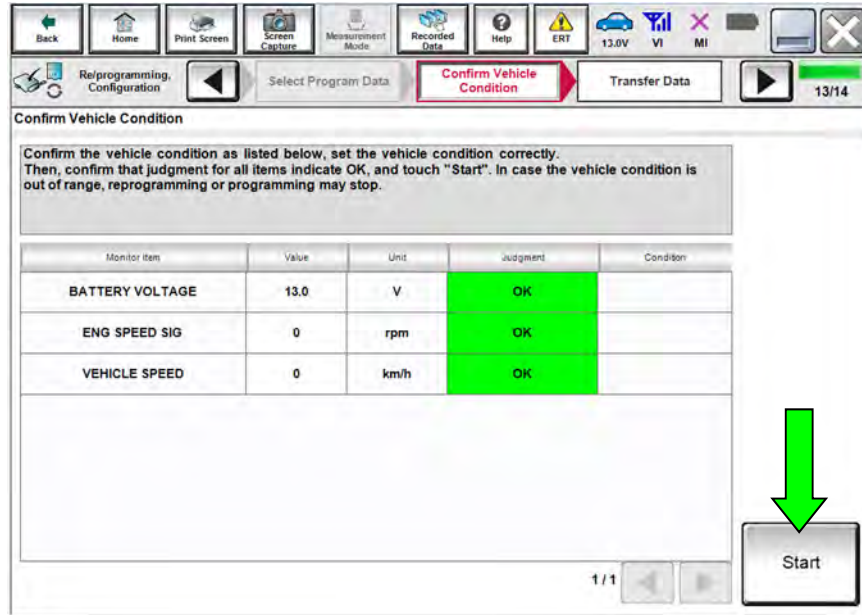 Back
Home
Print Screen
Screen
Capture
Measurement
Mode
Recorded
Data
Help
ERT
13.0V
VI
MI
Re/programming,
Configuration
Select Program Data
Confirm Vehicle
Condition
Transfer Data
13/14
Confirm Vehicle Condition
Confirm the vehicle condition as listed below, set the vehicle condition correctly.
Then, confirm that judgment for all items indicate OK, and touch "Start". In case the vehicle condition is
out of range, reprogramming or programming may stop.
Monitor Item Value Unit Judgment Condition
BATTERY VOLTAGE 13.0 V OK
ENG SPEED SIG 0 rpm OK
VEHICLE SPEED 0 km/h OK
Start
1/1